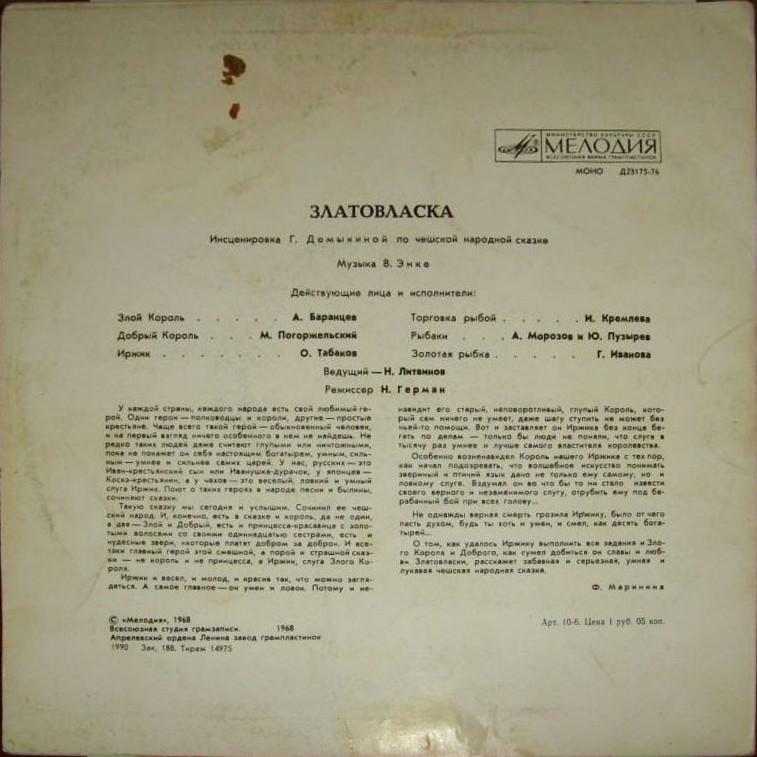 МИНИСТЕРСТВО КУЛЬТУРЫ СССР
МЕЛОДИЯ
ВСЕСОЮЗНАЯ ФИРМА ГРАМПЛАСТИНОК
МОНО Д23175-76
ЗЛАТОВЛАСКА
Инсценировка Г. Демыкиной по чешской народной сказке
Музыка В. Энке
Действующие лица и исполнители:
Злой Король . . . . . А. Баранцев
Добрый Король . . . М. Погоржельский
Иржик . . . . . . . О. Табаков
Торговка рыбой . . . . . И. Кремлева
Рыбаки . . . А. Морозов и Ю. Пузырев
Золотая рыбка . . . . . Г. Иванова
Ведущий — Н. Литвинов
Режиссер Н. Герман
У каждой страны, каждого народа есть свой любимый ге-
рой. Одни герои — полководцы и короли, другие — простые
крестьяне. Чаще всего такой герой — обыкновенный человек,
и на первый взгляд ничего особенного в нем не найдешь. Не
редко таких людей даже считают глупыми или ничтожными,
пока не покажет он себя настоящим богатырем, умным, силь-
ным — умнее и сильнее самих царей. У нас, русских — это
Иван-крестьянский сын или Иванушка-дурачок, у японцев —
Коскэ-крестьянин, а у чехов — это веселый, ловкий и умный
слуга Иржик. Поют о таких героях в народе песни и былины,
сочиняют сказки.
Такую сказку мы сегодня и услышим. Сочинил ее чеш-
ский народ. И, конечно, есть в сказке и король, да не один,
а два — Злой и Добрый, есть и принцесса-красавица с золо-
тыми волосами со своими одиннадцатью сестрами, есть и
чудесные звери, «которые платят добром за добро». И все-
таки главный герой этой смешной, а порой и страшной сказ-
ки — не король и не принцесса, а Иржик, слуга Злого Ко-
роля.
Иржик и весел, и молод, и красив так, что можно загля-
деться. А самое главное — он умен и ловок. Потому и не-
навидит его старый, неповоротливый, глупый Король, кото-
рый сам ничего не умеет, даже шагу ступить не может без
чьей-то помощи. Вот и заставляет он Иржика без конца бе-
гать по делам — только бы люди не поняли, что слуга в
тысячу раз умнее и лучше самого властителя королевства.
Особенно возненавидел Король нашего Иржика с тех пор,
как начал подозревать, что волшебное искусство понимать
звериный и птичий язык дано не только ему самому, но и
ловкому слуге. Вздумал он во что бы то ни стало извести
своего верного и незаменимого слугу, отрубить ему под ба-
рабанный бой при всех голову...
Не однажды верная смерть грозила Иржику, было от чего
пасть духом, будь ты хоть и умен, и смел, как десять бога-
тырей...
О том, как удалось Иржику выполнить все задания и Зло-
го Короля и Доброго, как сумел добиться он славы и люб-
ви Златовласки, расскажет забавная и серьезная, умная и
лукавая чешская народная сказка.
Ф. Маринина
© «Мелодия», 1968
Всесоюзная студия грамзаписи. 1968
Апрелевский ордена Ленина завод грампластинок
1990 Зак. 188. Тираж 14975
Арт. 10-6. Цена 1 руб. 05 коп.